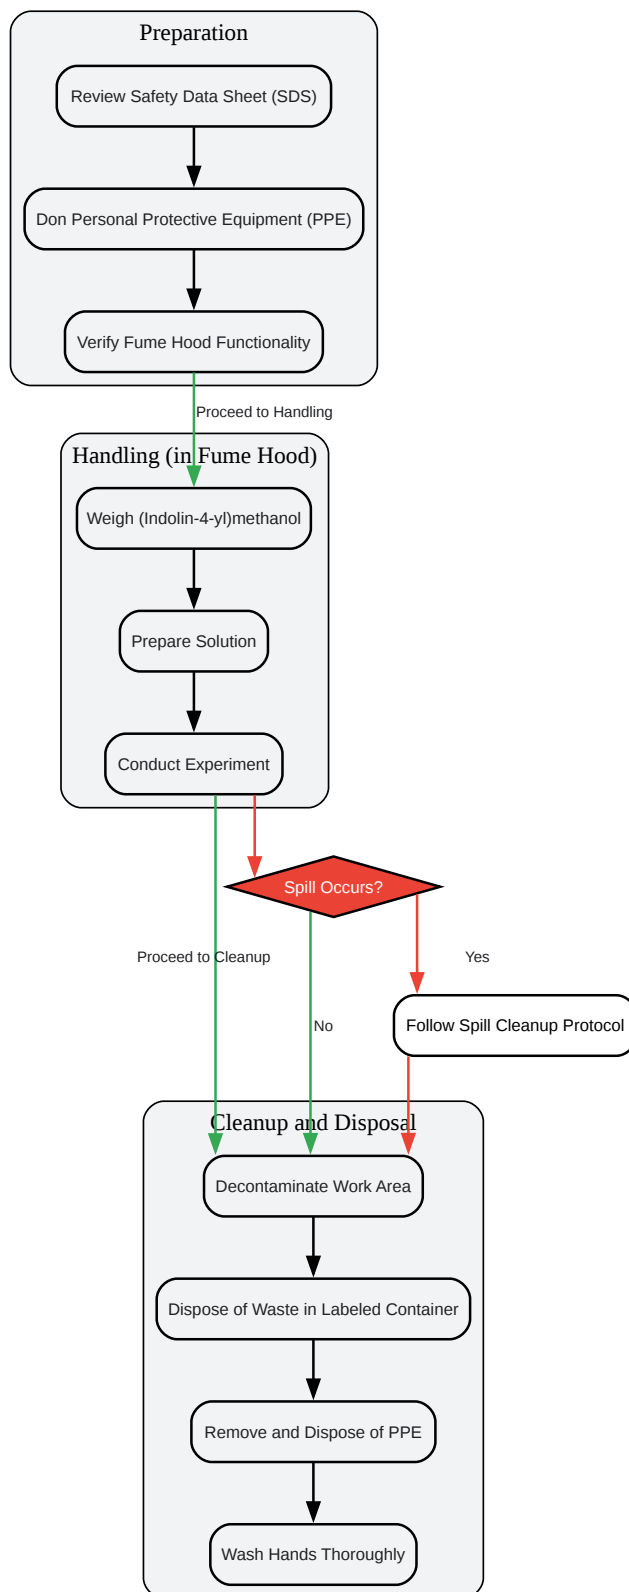 Preparation
Review Safety Data Sheet (SDS)
Don Personal Protective Equipment (PPE)
Verify Fume Hood Functionality
Proceed to Handling
Handling (in Fume Hood)
Weigh (Indolin-4-yl)methanol
Prepare Solution
Conduct Experiment
Spill Occurs?
Proceed to Cleanup
Yes
Follow Spill Cleanup Protocol
No
Cleanup and Disposal
Decontaminate Work Area
Dispose of Waste in Labeled Container
Remove and Dispose of PPE
Wash Hands Thoroughly